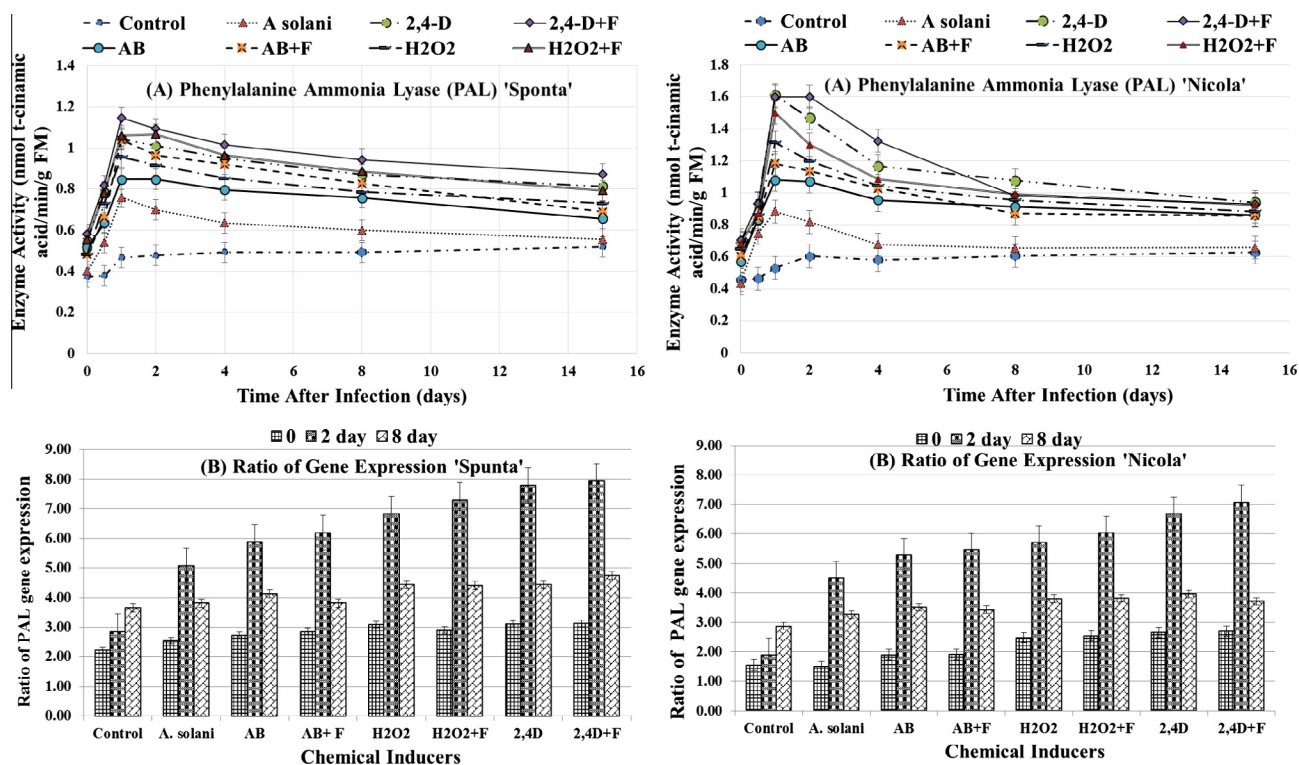 Control A solani 2,4-D 2,4-D+F
AB AB+F H2O2 H2O2+F
(A) Phenylalanine Ammonia Lyase (PAL) 'Sponta'
Enzyme Activity (nmol t-cinamic
acid/min/g FM)
1.4
1.2
1
0.8
0.6
0.4
0.2
0
0 2 4 6 8 10 12 14 16
Time After Infection (days)
Control A solani 2,4-D 2,4-D+F
AB AB+F H2O2 H2O2+F
(A) Phenylalanine Ammonia Lyase (PAL) 'Nicola'
Enzyme Activity (nmol t-cinamic
acid/min/g FM)
1.8
1.6
1.4
1.2
1
0.8
0.6
0.4
0.2
0
0 2 4 6 8 10 12 14 16
Time After Infection (days)
0 2 day 8 day
(B) Ratio of Gene Expression 'Spunta'
Ratio of PAL gene expression
9.00
8.00
7.00
6.00
5.00
4.00
3.00
2.00
1.00
0.00
Control A. solani AB AB+ F H2O2 H2O2+F 2,4D 2,4D+F
Chemical Inducers
0 2 day 8 day
(B) Ratio of Gene Expression 'Nicola'
Ratio of PAL gene expression
9.00
8.00
7.00
6.00
5.00
4.00
3.00
2.00
1.00
0.00
Control A. solani AB AB+F H2O2 H2O2+F 2,4D 2,4D+F
Chemical Inducers